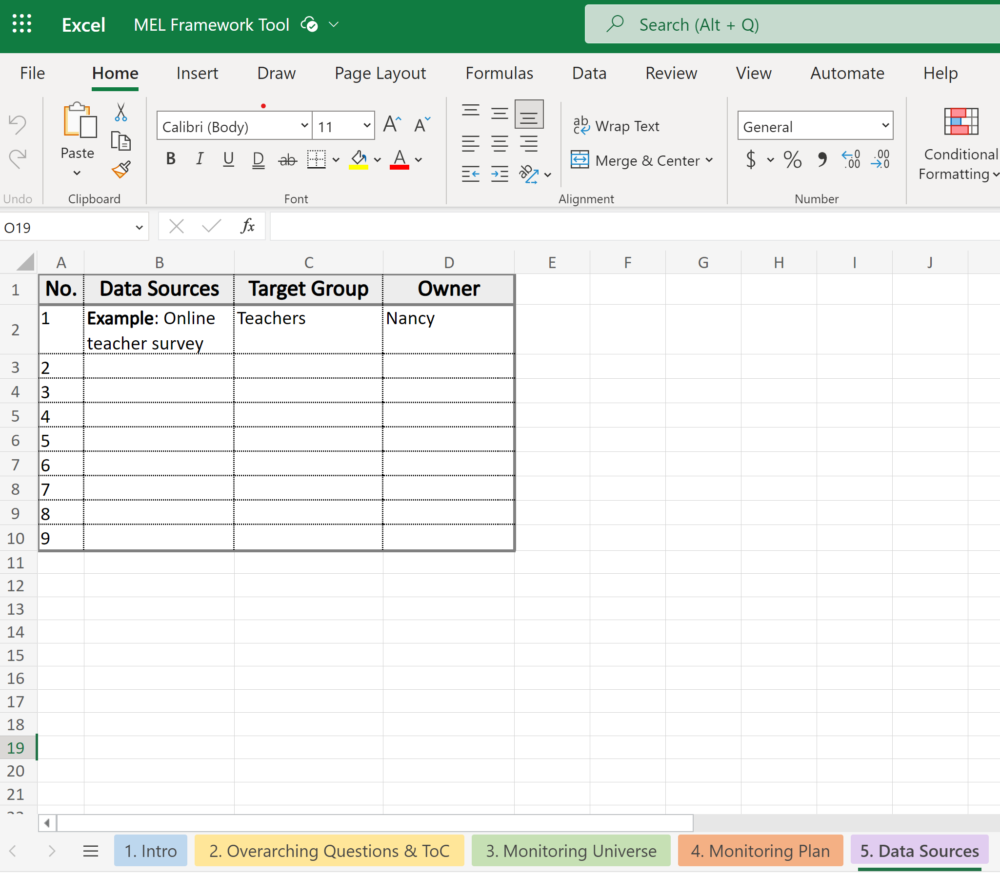 Excel MEL Framework Tool Search (Alt + Q)
File Home Insert Draw Page Layout Formulas Data Review View Automate Help
Calibri (Body) 11 Wrap Text General
Paste Merge & Center Conditional
Formatting
Undo Clipboard Font Alignment Number
O19 fx
A B C D E F G H I J
1 No. Data Sources Target Group Owner
2 1 Example: Online Teachers Nancy
teacher survey
3 2
4 3
5 4
6 5
7 6
8 7
9 8
10 9
11
12
13
14
15
16
17
18
19
20
21
1. Intro 2. Overarching Questions & ToC 3. Monitoring Universe 4. Monitoring Plan 5. Data Sources